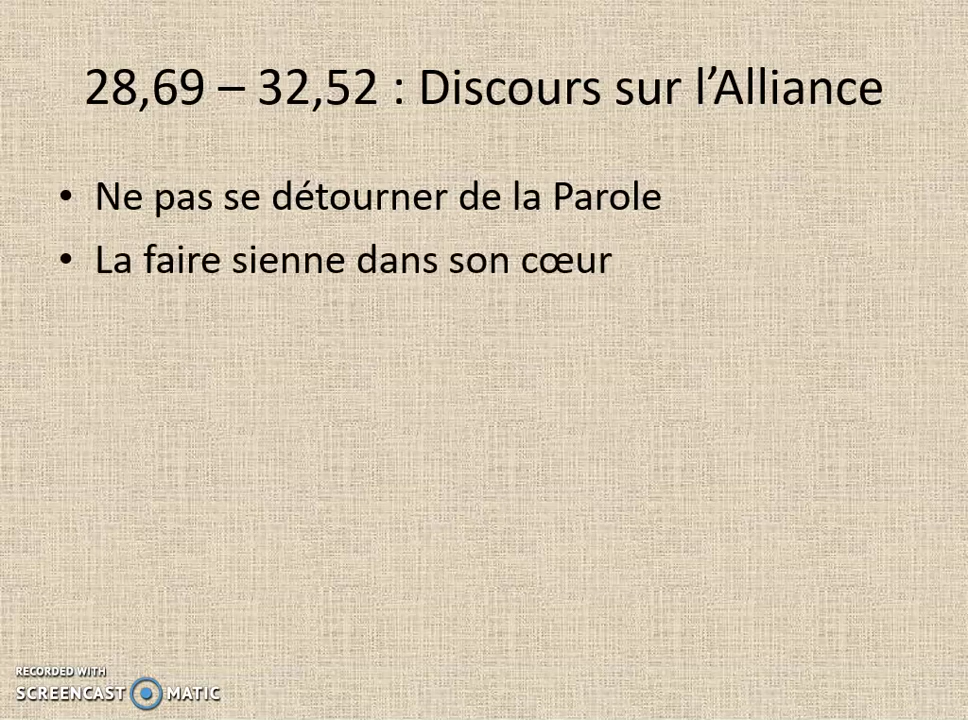 28,69 – 32,52 : Discours sur l’Alliance
• Ne pas se détourner de la Parole
• La faire sienne dans son cœur
RECORDED WITH
SCREENCAST MATIC